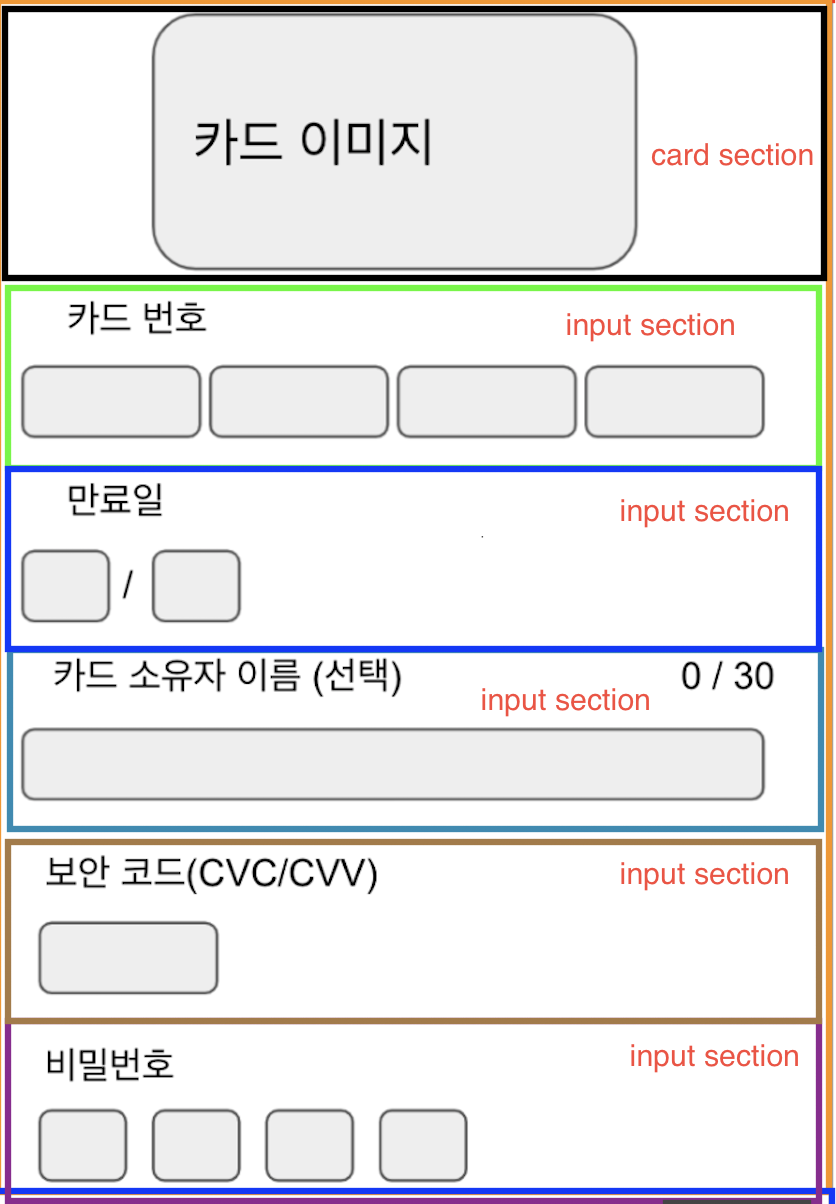 카드 이미지
card section
카드 번호
input section
만료일
input section
/
카드 소유자 이름 (선택)
0 / 30
input section
보안 코드(CVC/CVV)
input section
비밀번호
input section